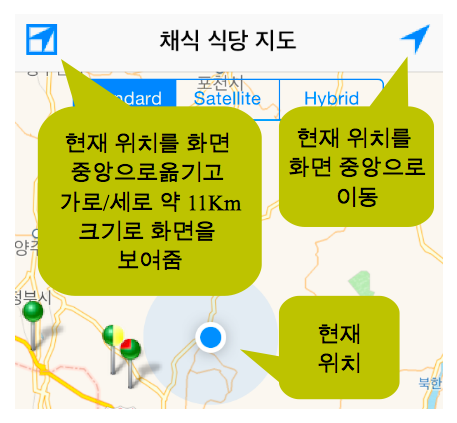 채식 식당 지도
포천시
Satellite
Hybrid
현재 위치를 화면
중앙으로옮기고
가로/세로 약 11Km
크기로 화면을
보여줌
현재 위치를
화면 중앙으로
이동
정부시
현재
위치
북한